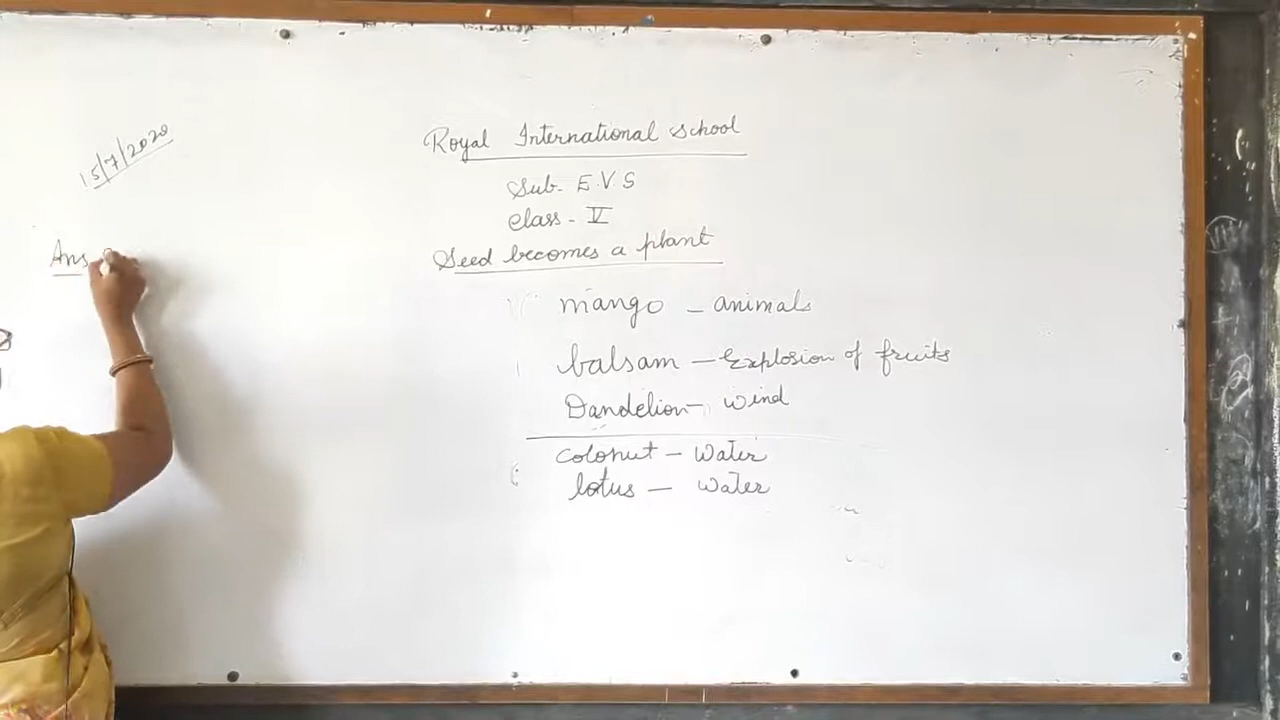 15/7/2020
Royal International School
Sub- E.V.S
Class - V
Seed becomes a plant
Ans
mango - animals
balsam - Explosion of fruits
Dandelion - Wind
Coconut - Water
lotus - Water